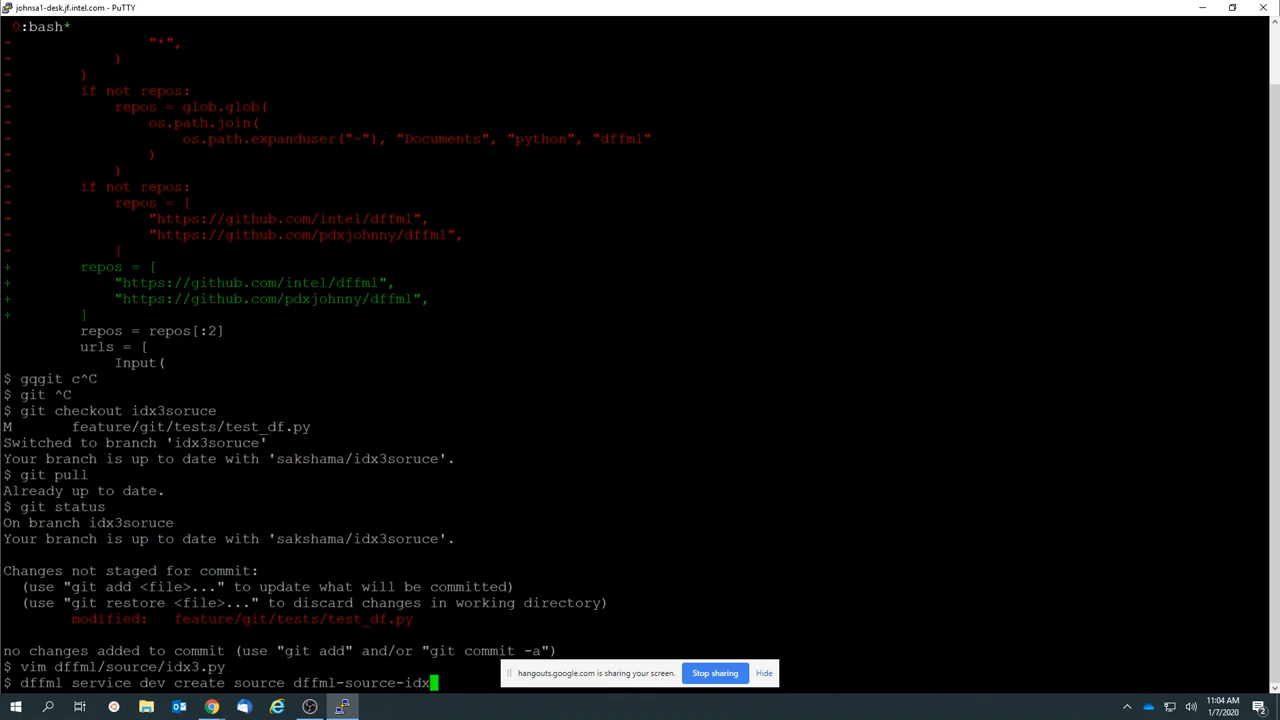 johnsa1-desk.jf.intel.com - PuTTY
0:bash*
- "*",
- )
- )
- if not repos:
- repos = glob.glob(
- os.path.join(
- os.path.expanduser("~"), "Documents", "python", "dffml"
- )
- )
- if not repos:
- repos = [
- "https://github.com/intel/dffml",
- "https://github.com/pdxjohnny/dffml",
- ]
+ repos = [
+ "https://github.com/intel/dffml",
+ "https://github.com/pdxjohnny/dffml",
+ ]
repos = repos[:2]
urls = [
Input(
$ gqgit c^C
$ git ^C
$ git checkout idx3soruce
M feature/git/tests/test_df.py
Switched to branch 'idx3soruce'
Your branch is up to date with 'sakshama/idx3soruce'.
$ git pull
Already up to date.
$ git status
On branch idx3soruce
Your branch is up to date with 'sakshama/idx3soruce'.
Changes not staged for commit:
(use "git add <file>..." to update what will be committed)
(use "git restore <file>..." to discard changes in working directory)
modified: feature/git/tests/test_df.py
no changes added to commit (use "git add" and/or "git commit -a")
$ vim dffml/source/idx3.py
$ dffml service dev create source dffml-source-idx
hangouts.google.com is sharing your screen.
Stop sharing
Hide
11:04 AM
1/7/2020
2